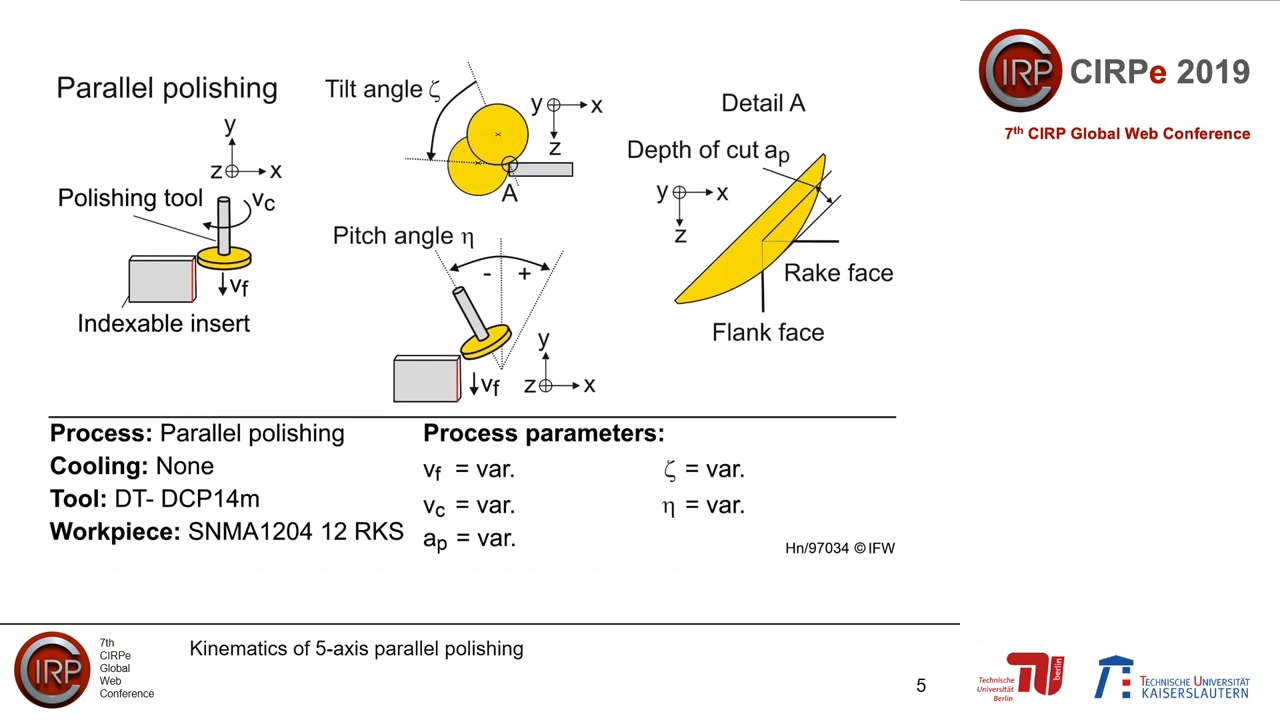 Parallel polishing
y
z x
Polishing tool
vc
vf
Indexable insert
Tilt angle ζ
y x
z
A
Pitch angle η
- +
y
vf z x
Detail A
Depth of cut ap
y x
z
Rake face
Flank face
Process: Parallel polishing
Cooling: None
Tool: DT- DCP14m
Workpiece: SNMA1204 12 RKS
Process parameters:
vf = var.
vc = var.
ap = var.
ζ = var.
η = var.
Hn/97034 © IFW
CIRP CIRPe 2019
7th CIRP Global Web Conference
CIRP
7th
CIRPe
Global
Web
Conference
Kinematics of 5-axis parallel polishing
5
Technische
Universität
Berlin
berlin
TECHNISCHE UNIVERSITÄT
KAISERSLAUTERN